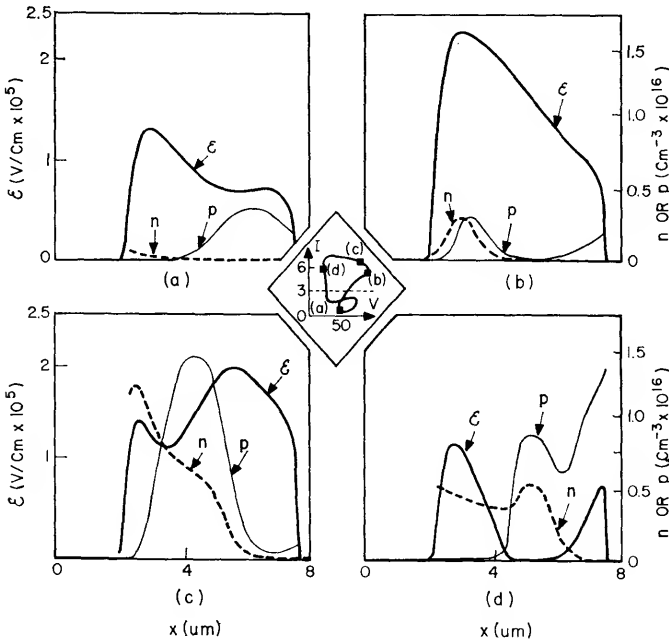 2.5
2
1
0
ε (V/Cm x 10⁵)
ε
n
p
(a)
1.5
1.0
0.5
0
n OR p (Cm⁻³ x 10¹⁶)
ε
n
p
(b)
I
6
3
0
50
V
(a)
(b)
(c)
(d)
2.5
2
1
0
4
8
ε (V/Cm x 10⁵)
ε
n
p
(c)
x (um)
1.5
1.0
0.5
0
0
4
8
n OR p (Cm⁻³ x 10¹⁶)
ε
p
n
(d)
x (um)